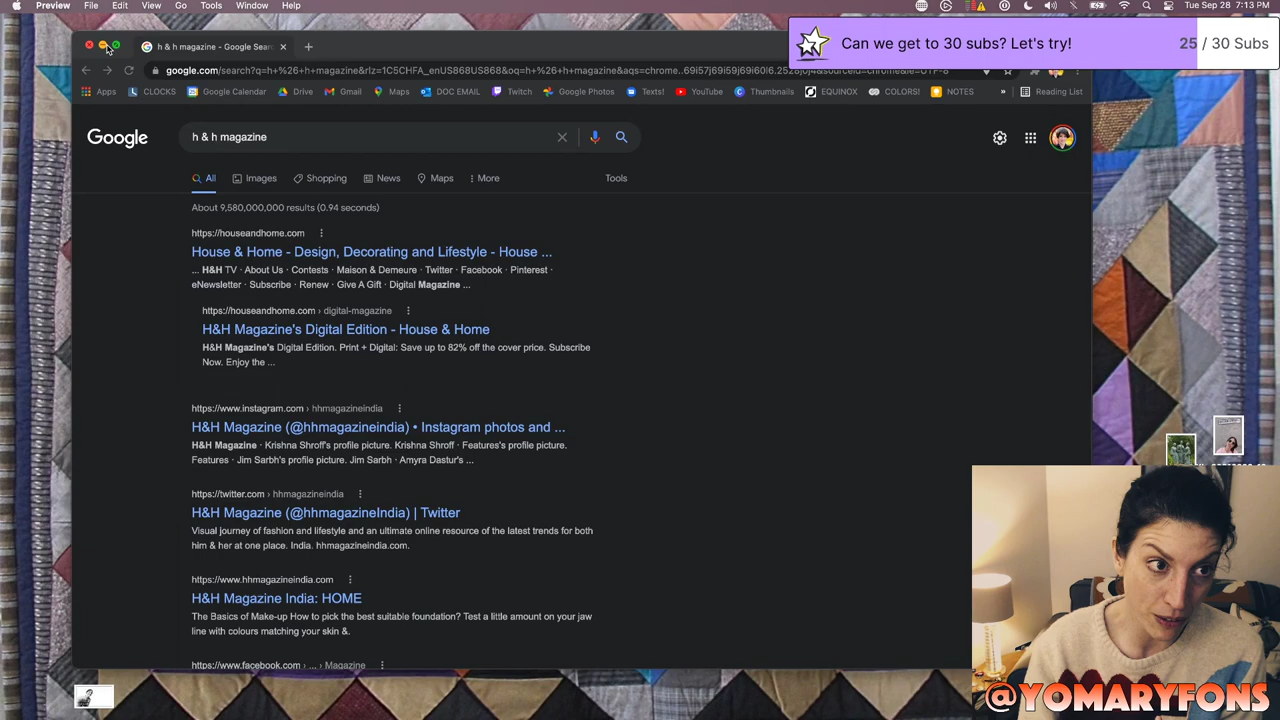 Preview File Edit View Go Tools Window Help
Tue Sep 28 7:13 PM
Can we get to 30 subs? Let's try!
25 / 30 Subs
h & h magazine - Google Sear
Apps CLOCKS Google Calendar Drive Gmail Maps DOC EMAIL Twitch Google Photos Texts! YouTube Thumbnails EQUINOX COLORS! NOTES » Reading List
Google
h & h magazine
All Images Shopping News Maps More Tools
About 9,580,000,000 results (0.94 seconds)
https://houseandhome.com
House & Home - Design, Decorating and Lifestyle - House ...
... H&H TV · About Us · Contests · Maison & Demeure · Twitter · Facebook · Pinterest ·
eNewsletter · Subscribe · Renew · Give A Gift · Digital Magazine ...
https://houseandhome.com › digital-magazine
H&H Magazine's Digital Edition - House & Home
H&H Magazine's Digital Edition. Print + Digital: Save up to 82% off the cover price. Subscribe
Now. Enjoy the ...
https://www.instagram.com › hhmagazineindia
H&H Magazine (@hhmagazineindia) • Instagram photos and ...
H&H Magazine · Krishna Shroff's profile picture. Krishna Shroff · Features's profile picture.
Features · Jim Sarbh's profile picture. Jim Sarbh · Amyra Dastur's ...
https://twitter.com › hhmagazineindia
H&H Magazine (@hhmagazineIndia) | Twitter
Visual journey of fashion and lifestyle and an ultimate online resource of the latest trends for both
him & her at one place. India. hhmagazineindia.com.
https://www.hhmagazineindia.com
H&H Magazine India: HOME
The Basics of Make-up How to pick the best suitable foundation? Test a little amount on your jaw
line with colours matching your skin &.
https://www.facebook.com › ... › Magazine
@YOMARYFONS